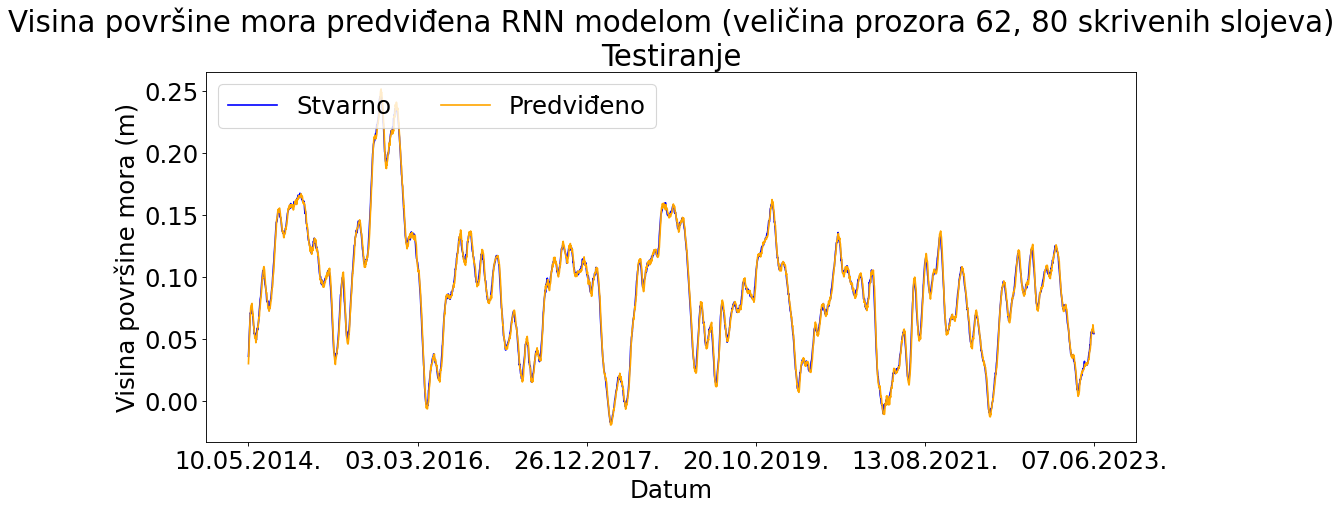 Visina površine mora predviđena RNN modelom (veličina prozora 62, 80 skrivenih slojeva)
Testiranje
Stvarno
Predviđeno
Visina površine mora (m)
0.25
0.20
0.15
0.10
0.05
0.00
10.05.2014.
03.03.2016.
26.12.2017.
20.10.2019.
13.08.2021.
07.06.2023.
Datum